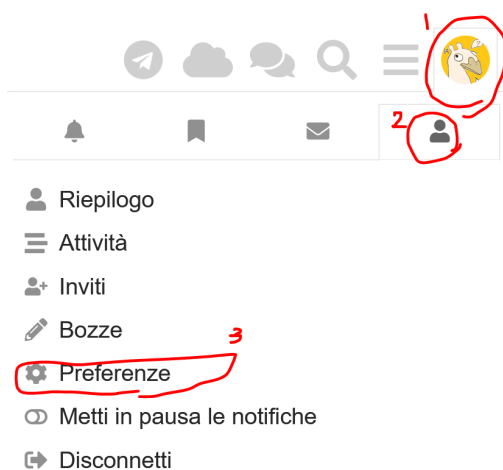 1
2
Riepilogo
Attività
Inviti
Bozze
3
Preferenze
Metti in pausa le notifiche
Disconnetti